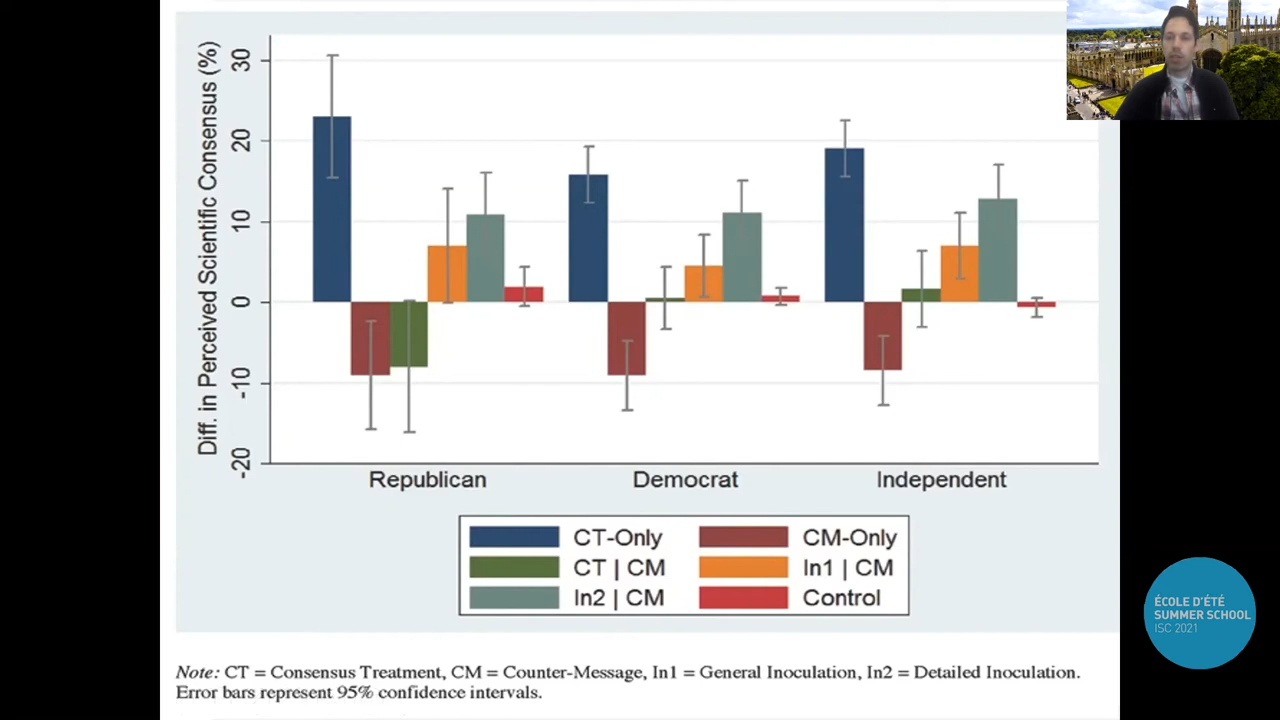 Diff. in Perceived Scientific Consensus (%)
30
20
10
0
-10
-20
Republican
Democrat
Independent
CT-Only
CM-Only
CT | CM
In1 | CM
In2 | CM
Control
Note: CT = Consensus Treatment, CM = Counter-Message, In1 = General Inoculation, In2 = Detailed Inoculation.
Error bars represent 95% confidence intervals.
ÉCOLE D'ÉTÉ
SUMMER SCHOOL
ISC 2021